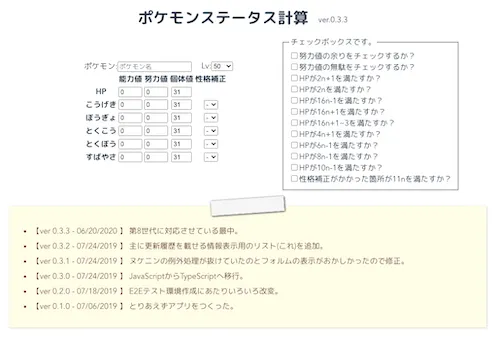 ポケモンステータス計算 ver.0.3.3
ポケモン: ポケモン名 Lv: 50
能力値 努力値 個体値 性格補正
HP 0 0 31
こうげき 0 0 31 -
ぼうぎょ 0 0 31 -
とくこう 0 0 31 -
とくぼう 0 0 31 -
すばやさ 0 0 31 -
チェックボックスです。
努力値の余りをチェックするか？
努力値の無駄をチェックするか？
HPが2n+1を満たすか？
HPが2nを満たすか？
HPが16n-1を満たすか？
HPが16n+1を満たすか？
HPが16n+1~3を満たすか？
HPが4n+1を満たすか？
HPが6n-1を満たすか？
HPが8n-1を満たすか？
HPが10n-1を満たすか？
性格補正がかかった箇所が11nを満たすか？
• 【ver 0.3.3 - 06/20/2020 】 第8世代に対応させている最中。
• 【ver 0.3.2 - 07/24/2019 】 主に更新履歴を載せる情報表示用のリスト(これ)を追加。
• 【ver 0.3.1 - 07/24/2019 】 ヌケニンの例外処理が抜けていたのとフォルムの表示がおかしかったので修正。
• 【ver 0.3.0 - 07/24/2019 】 JavaScriptからTypeScriptへ移行。
• 【ver 0.2.0 - 07/18/2019 】 E2Eテスト環境作成にあたりいろいろ改変。
• 【ver 0.1.0 - 07/06/2019 】 とりあえずアプリをつくった。